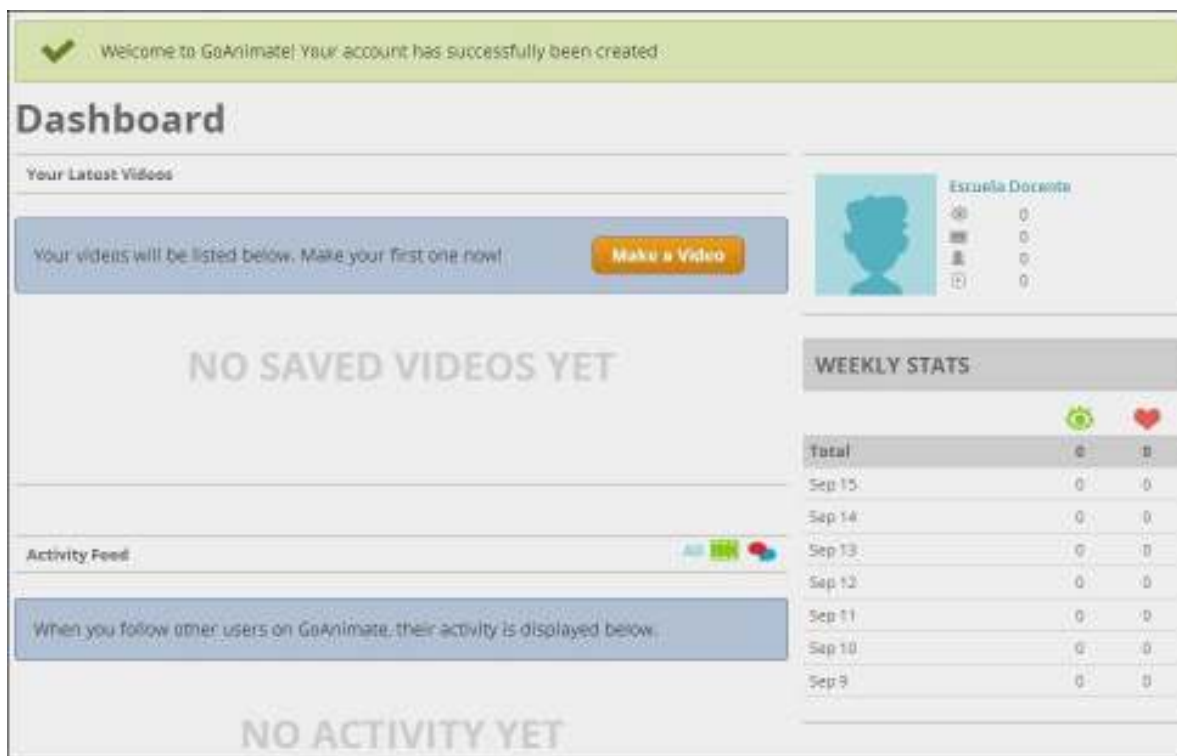 Welcome to GoAnimate! Your account has successfully been created
Dashboard
Your Latest Videos
Your videos will be listed below. Make your first one now!
Make a Video
NO SAVED VIDEOS YET
Activity Feed
All
When you follow other users on GoAnimate, their activity is displayed below.
NO ACTIVITY YET
Escuela Docente
0
0
0
0
WEEKLY STATS
Total 0 0
Sep 15 0 0
Sep 14 0 0
Sep 13 0 0
Sep 12 0 0
Sep 11 0 0
Sep 10 0 0
Sep 9 0 0